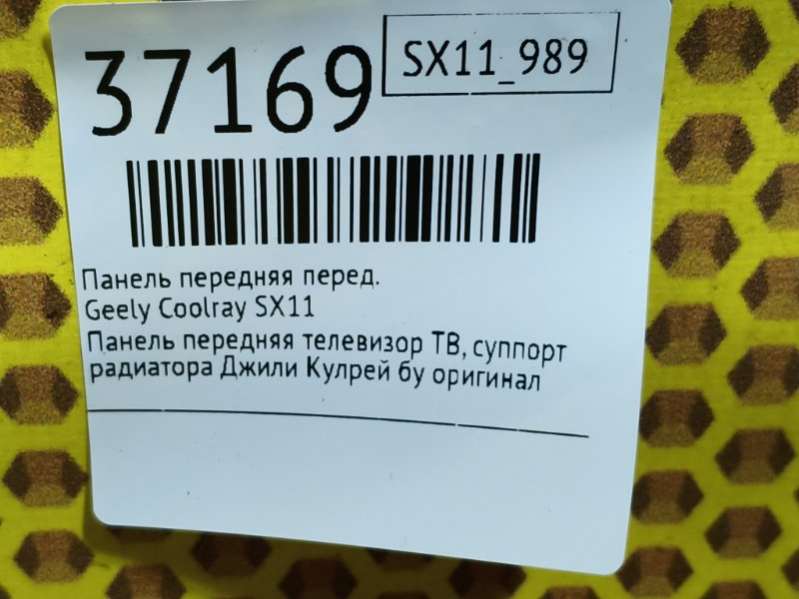 37169
SX11_989
Панель передняя перед.
Geely Coolray SX11
Панель передняя телевизор ТВ, суппорт
радиатора Джили Кулрей бу оригинал